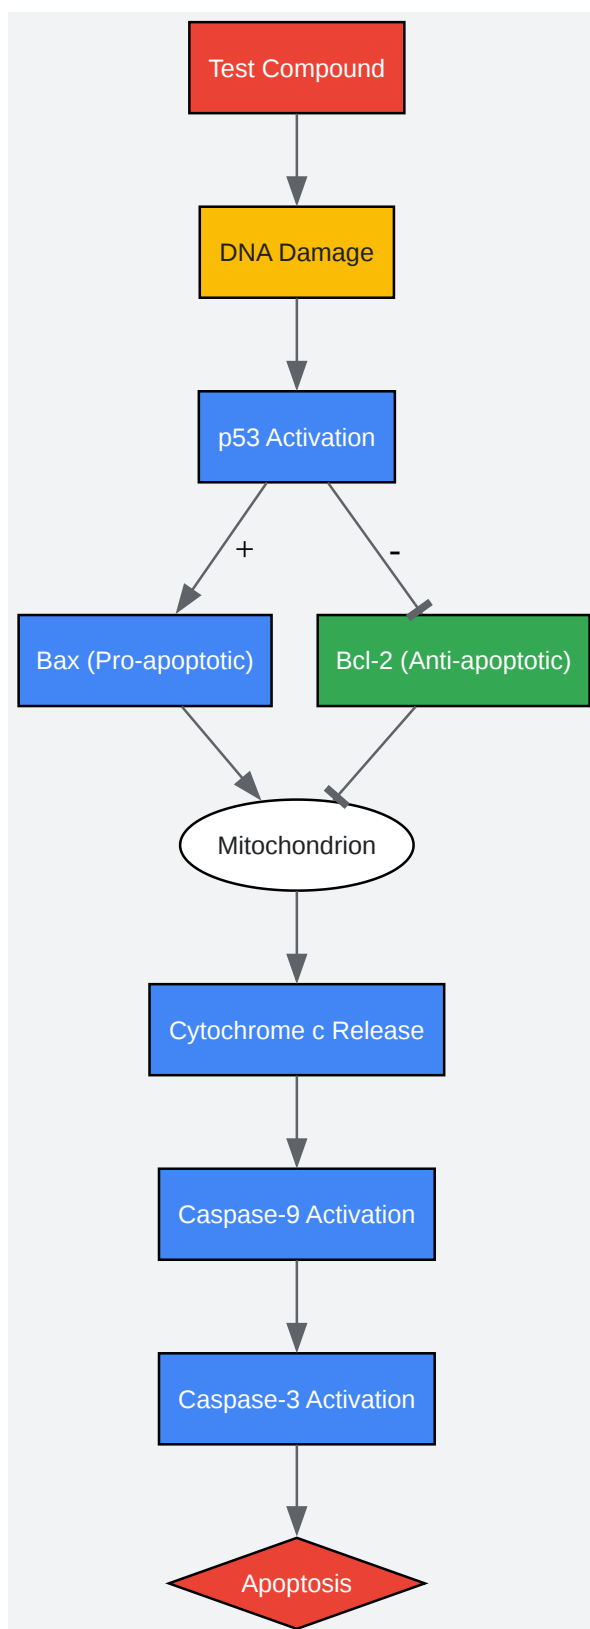 Test Compound
DNA Damage
p53 Activation
+
-
Bax (Pro-apoptotic)
Bcl-2 (Anti-apoptotic)
Mitochondrion
Cytochrome c Release
Caspase-9 Activation
Caspase-3 Activation
Apoptosis